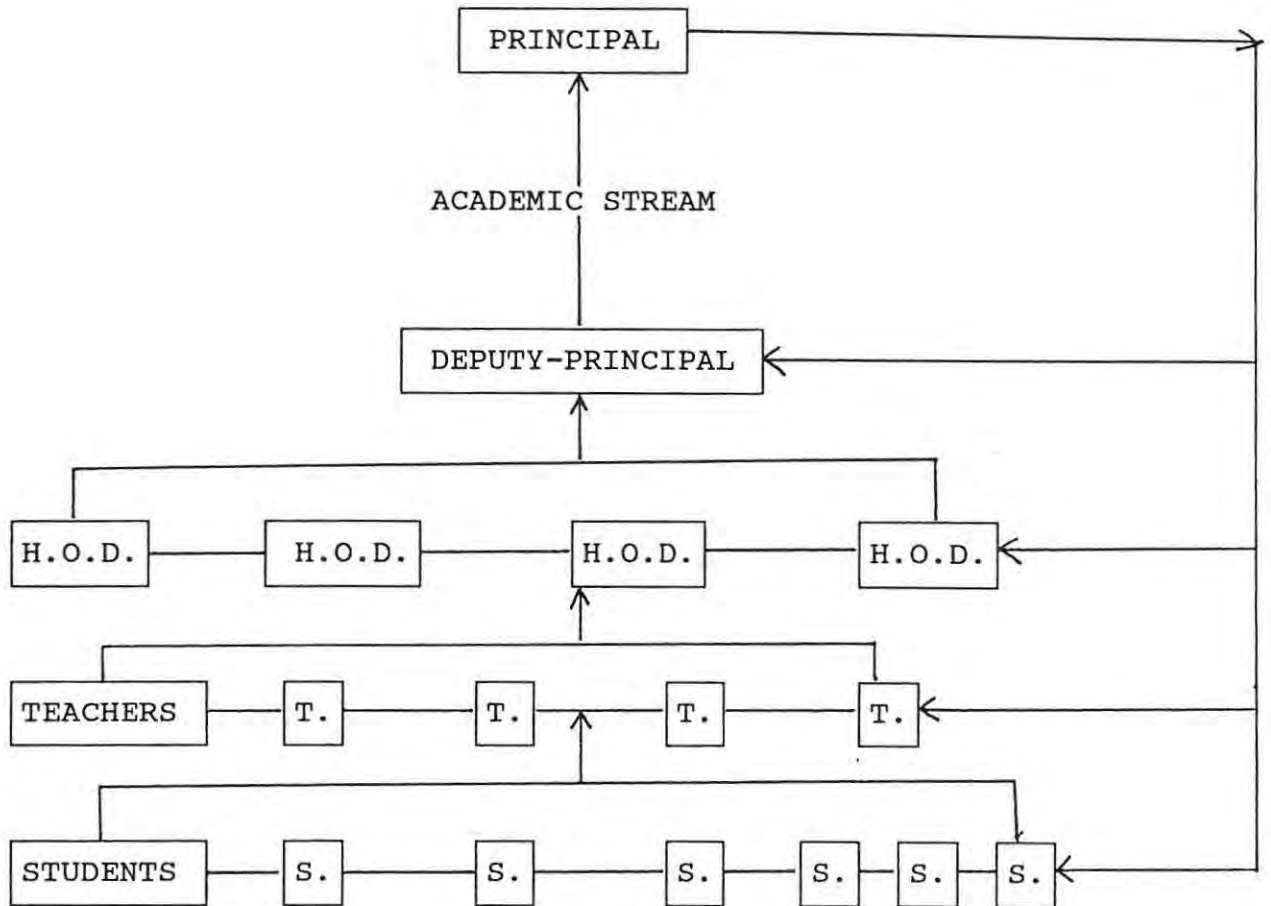 PRINCIPAL
ACADEMIC STREAM
DEPUTY-PRINCIPAL
H.O.D. H.O.D. H.O.D. H.O.D.
TEACHERS T. T. T. T.
STUDENTS S. S. S. S. S. S.